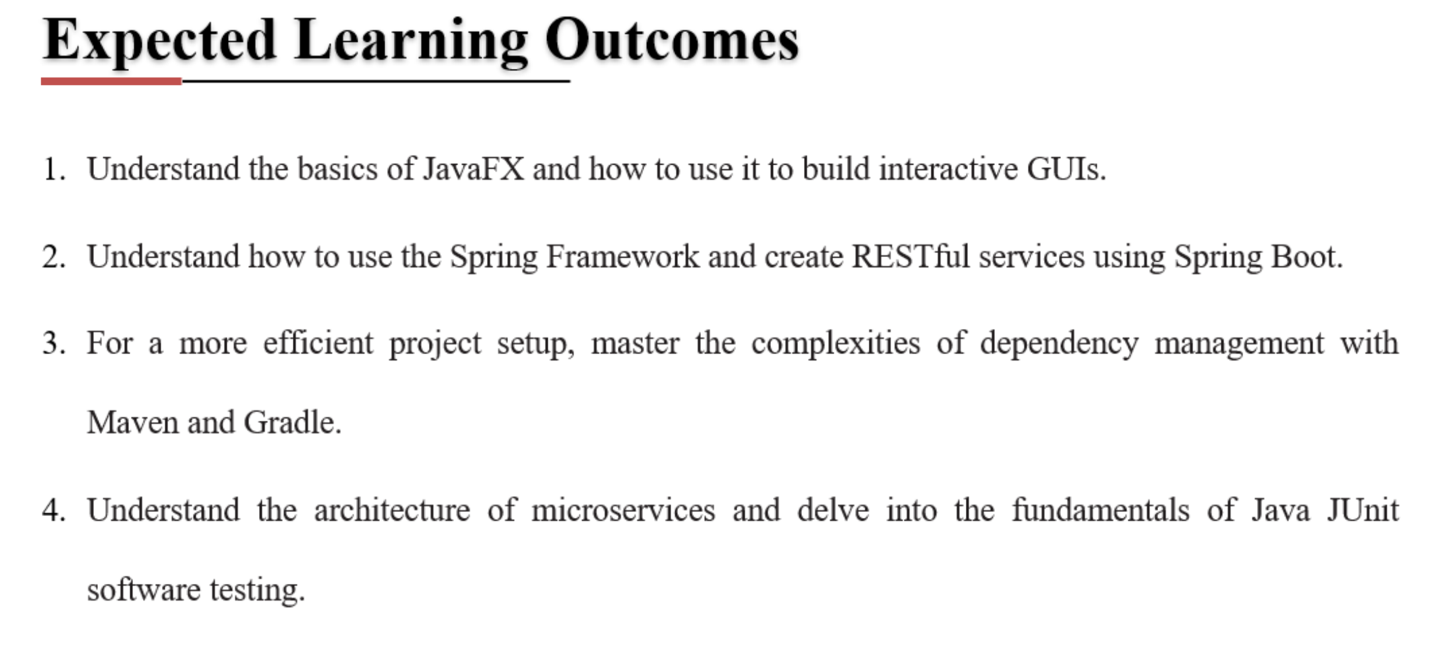 Expected Learning Outcomes
1. Understand the basics of JavaFX and how to use it to build interactive GUIs.
2. Understand how to use the Spring Framework and create RESTful services using Spring Boot.
3. For a more efficient project setup, master the complexities of dependency management with
Maven and Gradle.
4. Understand the architecture of microservices and delve into the fundamentals of Java JUnit
software testing.